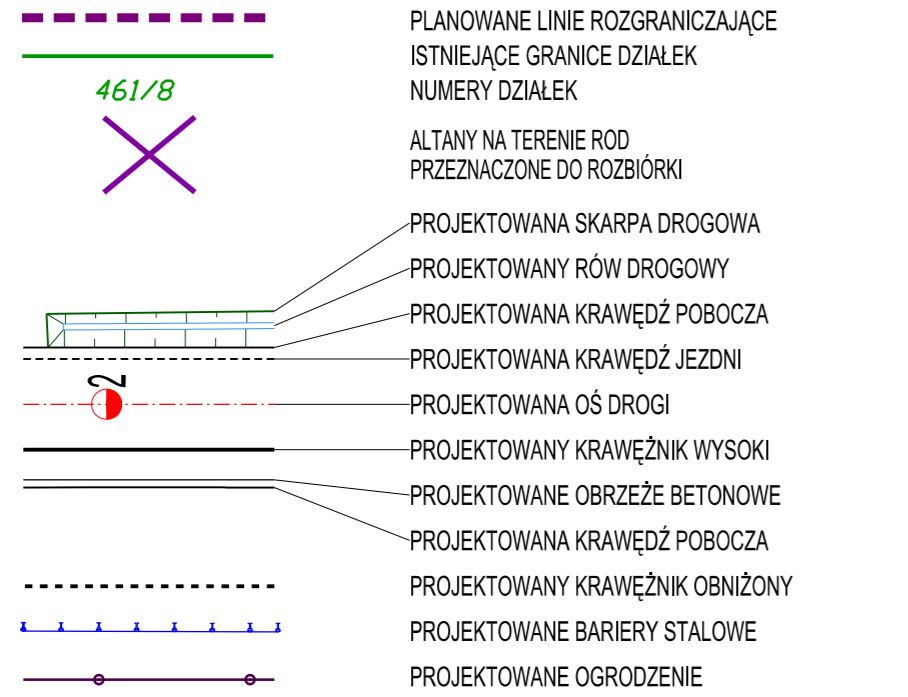 PLANOWANE LINIE ROZGRANICZAJĄCE
ISTNIEJĄCE GRANICE DZIAŁEK
461/8
NUMERY DZIAŁEK
ALTANY NA TERENIE ROD
PRZEZNACZONE DO ROZBIÓRKI
PROJEKTOWANA SKARPA DROGOWA
PROJEKTOWANY RÓW DROGOWY
PROJEKTOWANA KRAWĘDŹ POBOCZA
PROJEKTOWANA KRAWĘDŹ JEZDNI
2
PROJEKTOWANA OŚ DROGI
PROJEKTOWANY KRAWĘŻNIK WYSOKI
PROJEKTOWANE OBRZEŻE BETONOWE
PROJEKTOWANA KRAWĘDŹ POBOCZA
PROJEKTOWANY KRAWĘŻNIK OBNIŻONY
PROJEKTOWANE BARIERY STALOWE
PROJEKTOWANE OGRODZENIE